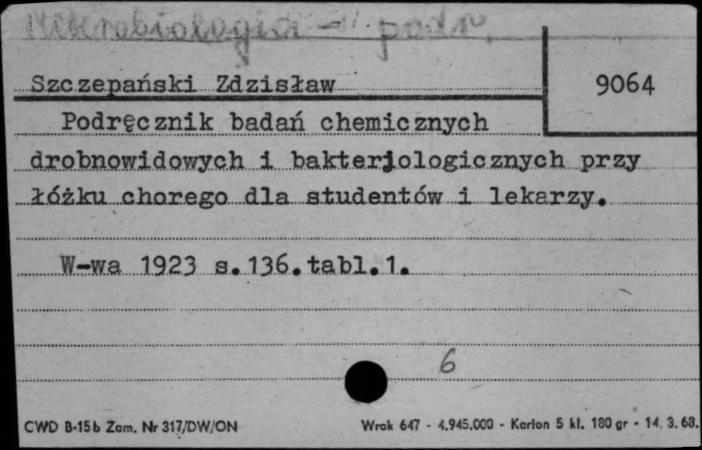 Mikrobiologia - podr.
Szczepański Zdzisław
9064
Podręcznik badań chemicznych
drobnowidowych i bakterjologicznych przy
łóżku chorego dla studentów i lekarzy.
W-wa 1923 s.136.tabl.1.
6
CWD B-15b Zam. Nr 317/DW/ON
Wrok 647 - 4.945.000 - Karton 5 kl. 180 gr - 14. 3. 68.